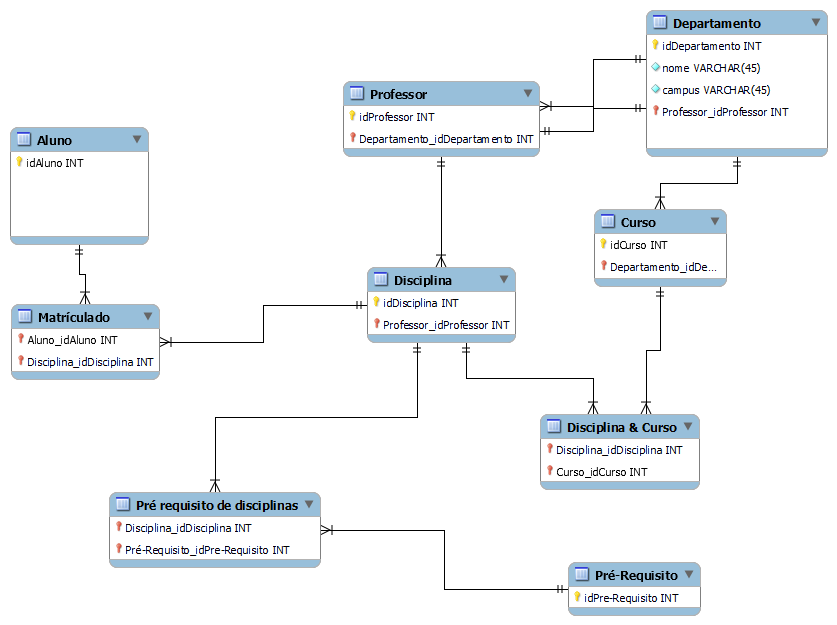 Departamento
idDepartamento INT
nome VARCHAR(45)
campus VARCHAR(45)
Professor_idProfessor INT
Professor
idProfessor INT
Departamento_idDepartamento INT
Aluno
idAluno INT
Curso
idCurso INT
Departamento_idDe...
Disciplina
idDisciplina INT
Professor_idProfessor INT
Matrículado
Aluno_idAluno INT
Disciplina_idDisciplina INT
Disciplina & Curso
Disciplina_idDisciplina INT
Curso_idCurso INT
Pré requisito de disciplinas
Disciplina_idDisciplina INT
Pré-Requisito_idPre-Requisito INT
Pré-Requisito
idPre-Requisito INT